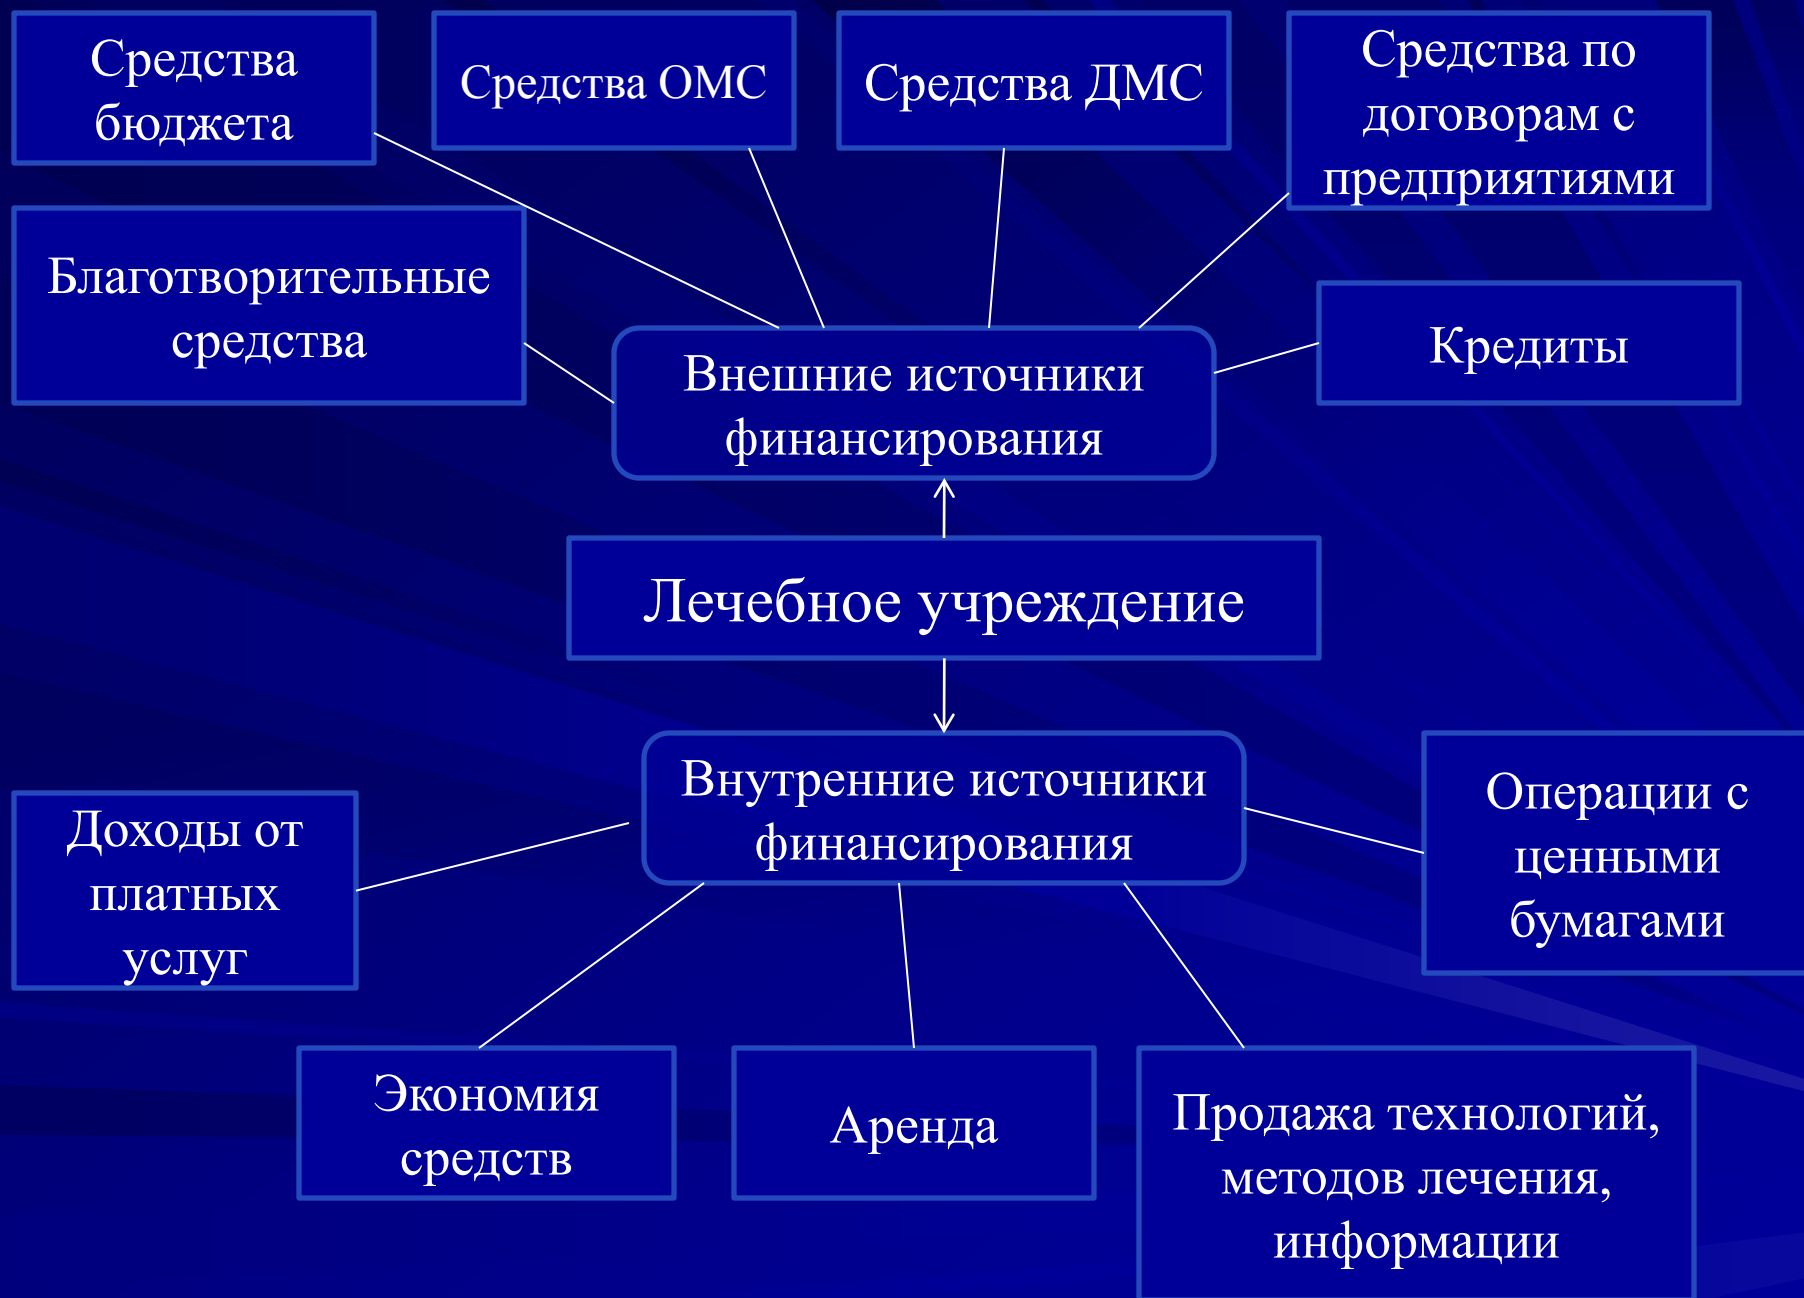 Средства
бюджета
Средства ОМС
Средства ДМС
Средства по
договорам с
предприятиями
Благотворительные
средства
Кредиты
Внешние источники
финансирования
Лечебное учреждение
Внутренние источники
финансирования
Доходы от
платных
услуг
Операции с
ценными
бумагами
Экономия
средств
Аренда
Продажа технологий,
методов лечения,
информации